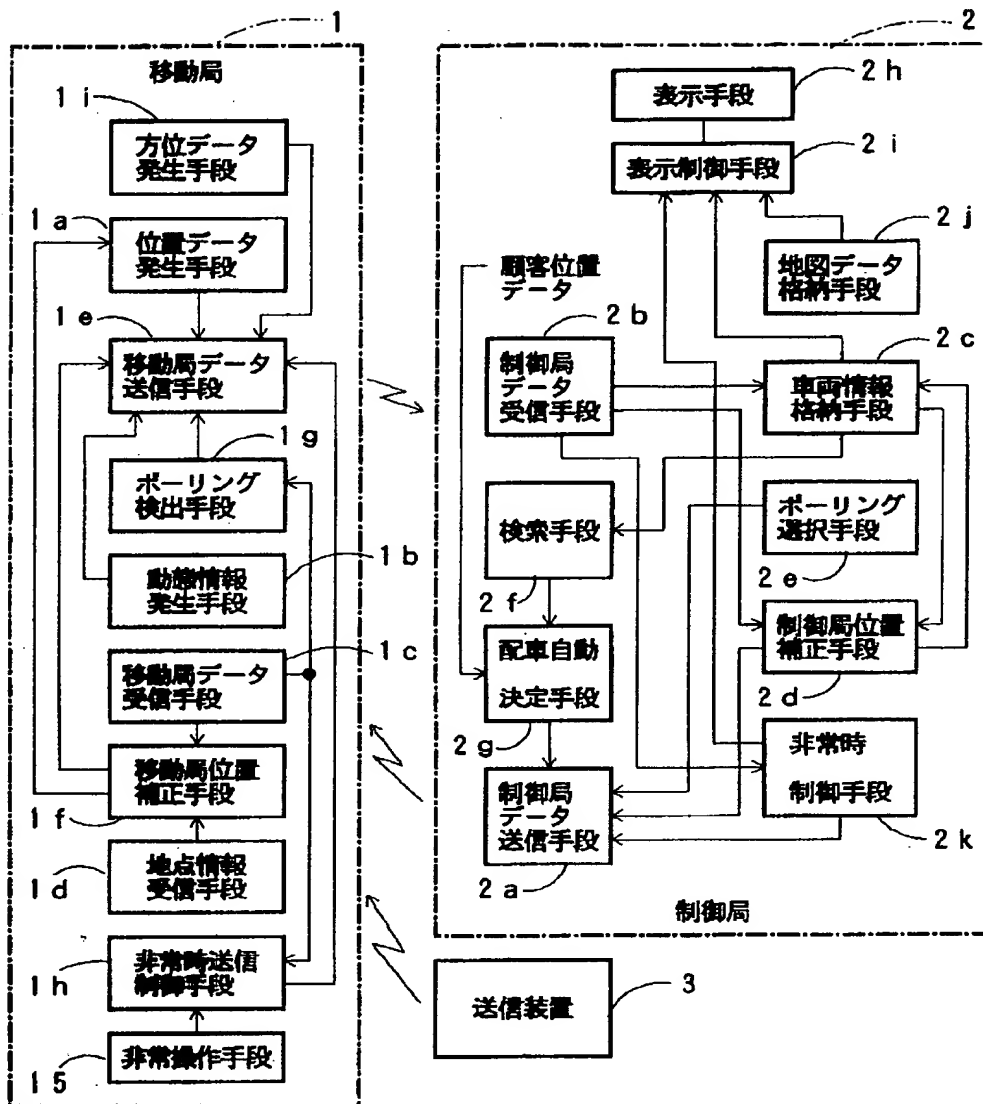 1
移動局
1 i
方位データ
発生手段
1 a
位置データ
発生手段
1 e
移動局データ
送信手段
1 g
ポーリング
検出手段
1 b
動態情報
発生手段
1 c
移動局データ
受信手段
移動局位置
補正手段
1 f
地点情報
受信手段
1 d
非常時送信
制御手段
1 h
非常操作手段
1 5
2
2 h
表示手段
2 i
表示制御手段
2 j
地図データ
格納手段
顧客位置
データ
2 b
制御局
データ
受信手段
2 c
車両情報
格納手段
検索手段
2 f
ポーリング
選択手段
2 e
配車自動
決定手段
2 g
制御局位置
補正手段
2 d
制御局
データ
送信手段
2 a
非常時
制御手段
2 k
制御局
送信装置
3